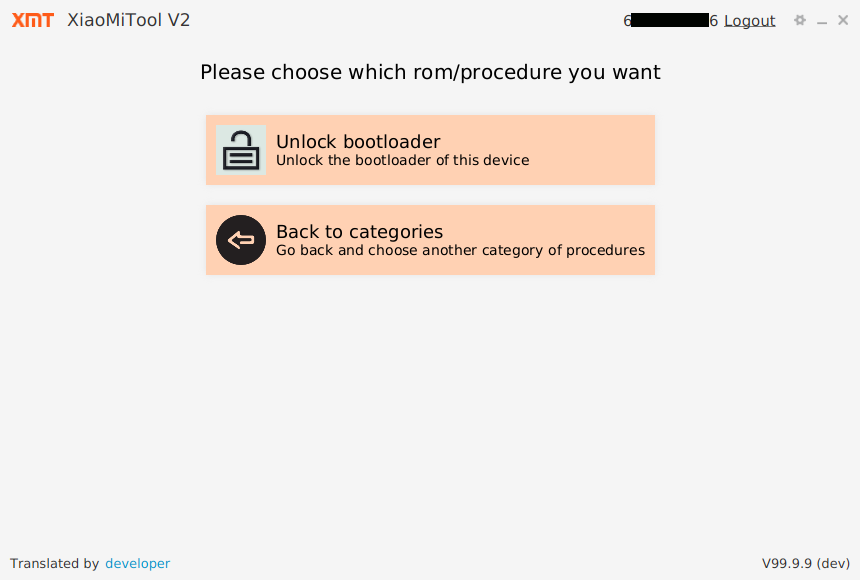 XMT XiaoMiTool V2
6 6 Logout
Please choose which rom/procedure you want
Unlock bootloader
Unlock the bootloader of this device
Back to categories
Go back and choose another category of procedures
Translated by developer
V99.9.9 (dev)